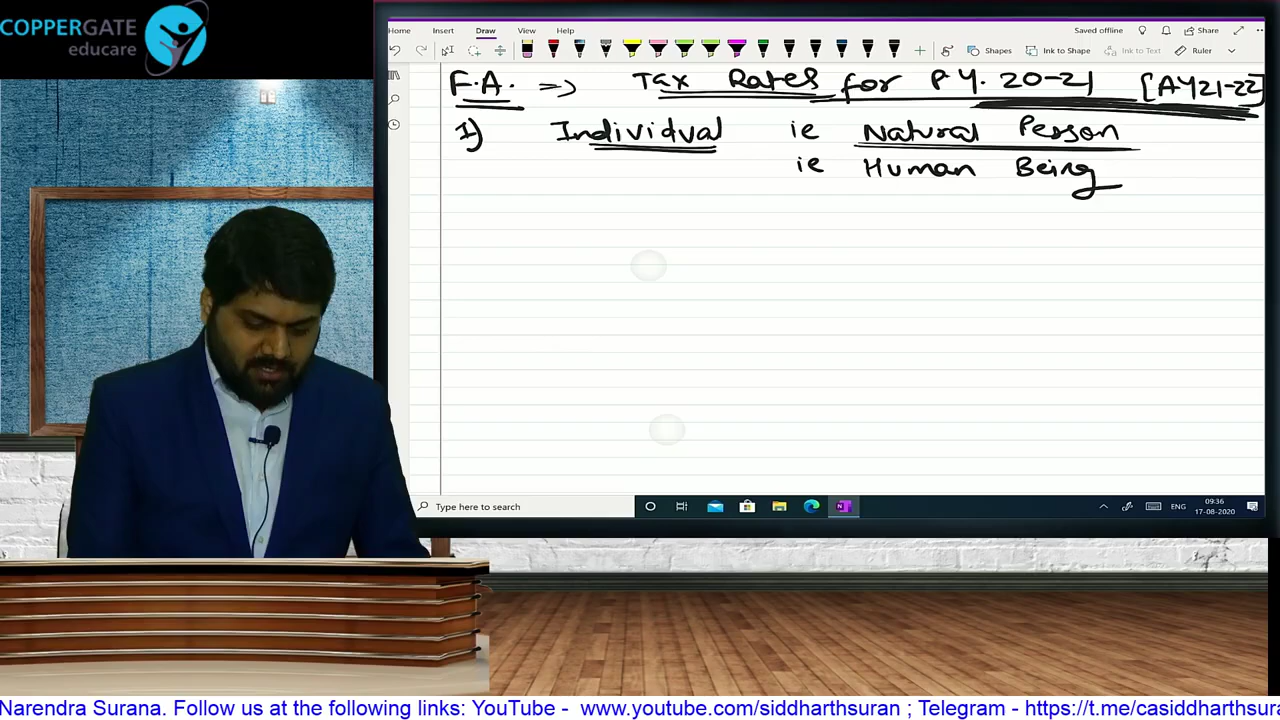 COPPERGATE
educare
Home Insert Draw View Help
Saved offline Share
Shapes Ink to Shape Ink to Text Ruler
F.A. => Tax Rates for P.Y. 20-21 [AY21-22]
I) Individual ie Natural Person
ie Human Being
Type here to search
ENG 09:36
17-08-2020
Narendra Surana. Follow us at the following links: YouTube - www.youtube.com/siddharthsuran ; Telegram - https://t.me/casiddharthsura